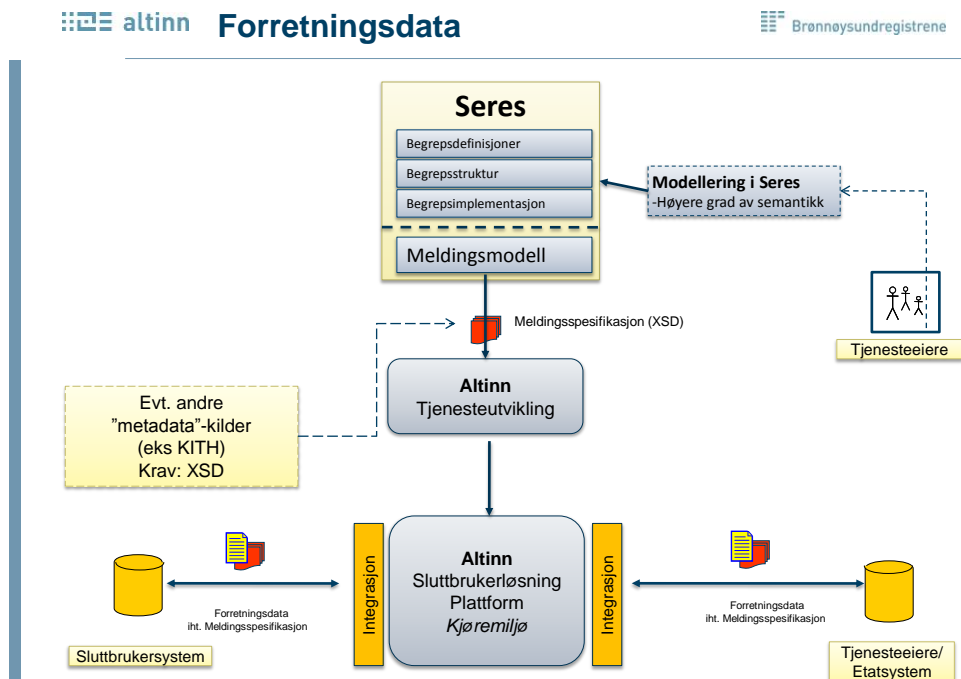 altinn
Forretningsdata
Brønnøysundregistrene
Seres
Begrepsdefinisjoner
Begrepsstruktur
Begrepsimplementasjon
Meldingsmodell
Modellering i Seres
-Høyere grad av semantikk
Tjenesteeiere
Meldingsspesifikasjon (XSD)
Altinn
Tjenesteutvikling
Evt. andre
”metadata”-kilder
(eks KITH)
Krav: XSD
Integrasjon
Altinn
Sluttbrukerløsning
Plattform
Kjøremiljø
Integrasjon
Forretningsdata
iht. Meldingsspesifikasjon
Sluttbrukersystem
Forretningsdata
iht. Meldingsspesifikasjon
Tjenesteeiere/
Etatsystem